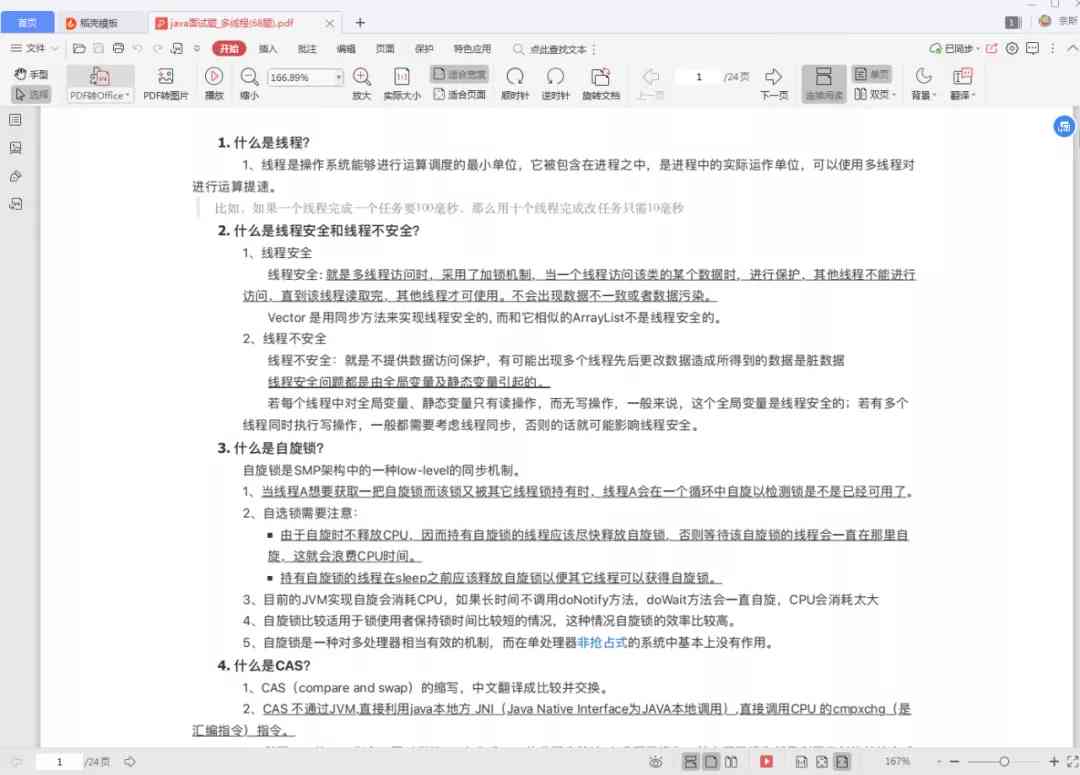 首页
稻壳模板
java面试题_多线程(68题).pdf
1
奈斯
文件
开始
插入
批注
编辑
页面
保护
特色应用
点此查找文本
已同步
手型
选择
PDF转Office
PDF转图片
播放
缩小
166.89%
放大
实际大小
适合宽度
适合页面
顺时针
逆时针
旋转文档
上一页
1
/24页
下一页
连续阅读
单页
双页
背景
翻译
1. 什么是线程?
1、线程是操作系统能够进行运算调度的最小单位，它被包含在进程之中，是进程中的实际运作单位，可以使用多线程对
进行运算提速。
比如，如果一个线程完成一个任务要100毫秒，那么用十个线程完成改任务只需10毫秒
2. 什么是线程安全和线程不安全?
1、线程安全
线程安全: 就是多线程访问时，采用了加锁机制，当一个线程访问该类的某个数据时，进行保护，其他线程不能进行
访问，直到该线程读取完，其他线程才可使用。不会出现数据不一致或者数据污染。
Vector 是用同步方法来实现线程安全的, 而和它相似的ArrayList不是线程安全的。
2、线程不安全
线程不安全：就是不提供数据访问保护，有可能出现多个线程先后更改数据造成所得到的数据是脏数据
线程安全问题都是由全局变量及静态变量引起的。
若每个线程中对全局变量、静态变量只有读操作，而无写操作，一般来说，这个全局变量是线程安全的；若有多个
线程同时执行写操作，一般都需要考虑线程同步，否则的话就可能影响线程安全。
3. 什么是自旋锁?
自旋锁是SMP架构中的一种low-level的同步机制。
1、当线程A想要获取一把自旋锁而该锁又被其它线程锁持有时，线程A会在一个循环中自旋以检测锁是不是已经可用了。
2、自选锁需要注意：
▪ 由于自旋时不释放CPU，因而持有自旋锁的线程应该尽快释放自旋锁，否则等待该自旋锁的线程会一直在那里自
旋，这就会浪费CPU时间。
▪ 持有自旋锁的线程在sleep之前应该释放自旋锁以便其它线程可以获得自旋锁。
3、目前的JVM实现自旋会消耗CPU，如果长时间不调用doNotify方法，doWait方法会一直自旋，CPU会消耗太大
4、自旋锁比较适用于锁使用者保持锁时间比较短的情况，这种情况自旋锁的效率比较高。
5、自旋锁是一种对多处理器相当有效的机制，而在单处理器非抢占式的系统中基本上没有作用。
4. 什么是CAS?
1、CAS（compare and swap）的缩写，中文翻译成比较并交换。
2、CAS 不通过JVM,直接利用java本地方 JNI（Java Native Interface为JAVA本地调用）,直接调用CPU 的cmpxchg（是
汇编指令）指令。
1
/24页
167%